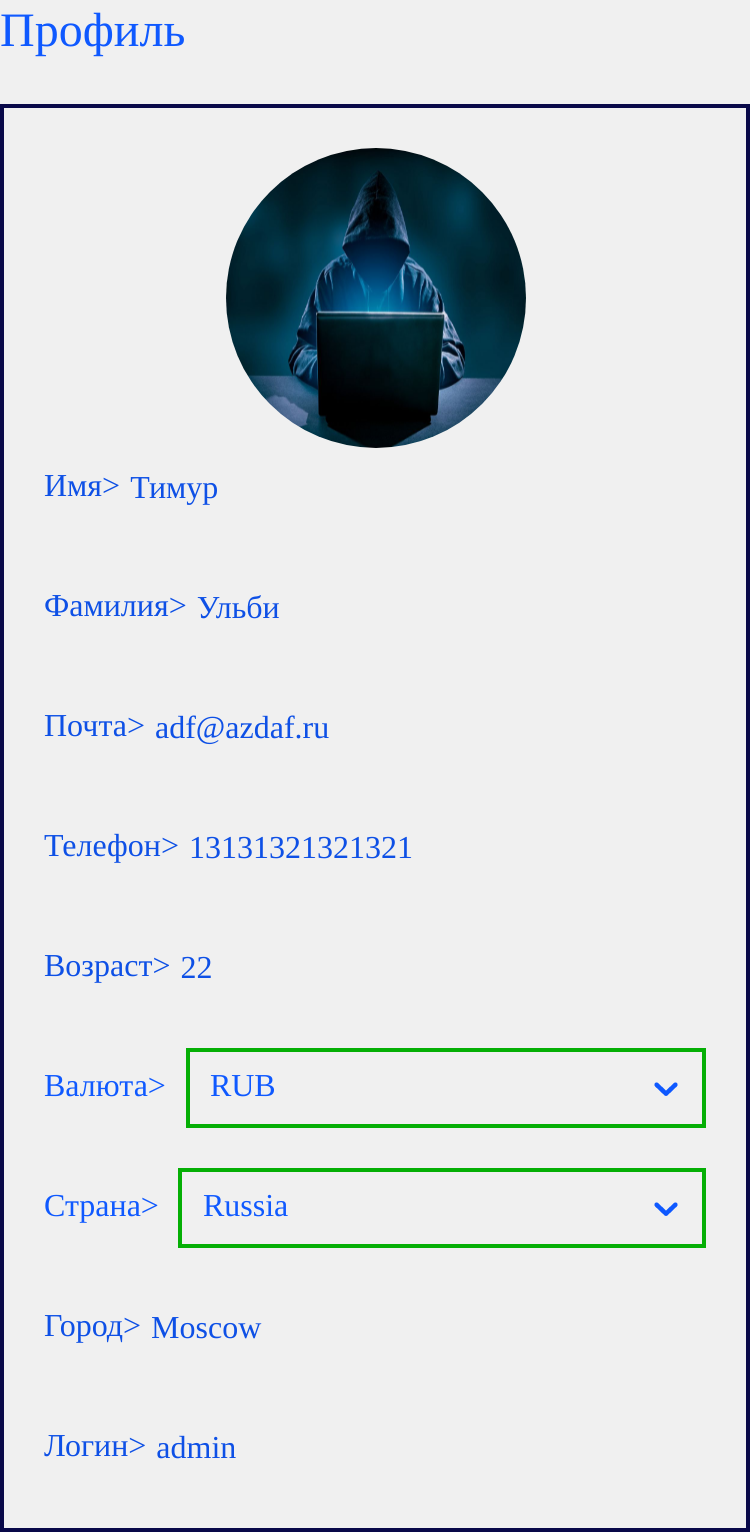 Профиль
Имя> Тимур
Фамилия> Ульби
Почта> adf@azdaf.ru
Телефон> 13131321321321
Возраст> 22
Валюта> RUB
Страна> Russia
Город> Moscow
Логин> admin